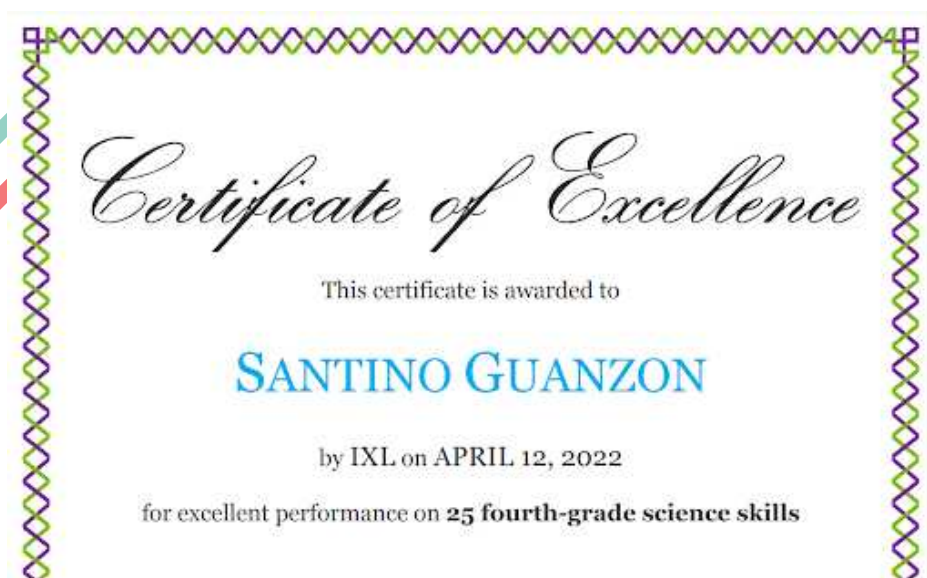 Certificate of Excellence
This certificate is awarded to
SANTINO GUANZON
by IXL on APRIL 12, 2022
for excellent performance on 25 fourth-grade science skills